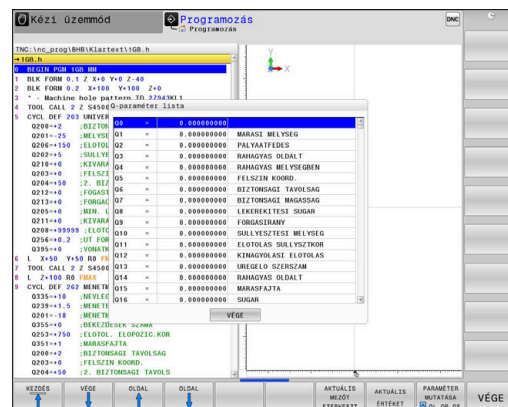 Kézi üzemmód
Programozás
Programozás
DNC
TNC:\nc_prog\BHB\Klartext\1GB.h
→1GB.h
0 BEGIN PGM 1GB MM
1 BLK FORM 0.1 Z X+0 Y+0 Z-40
2 BLK FORM 0.2 X+100 Y+100 Z+0
3 * - Machine hole pattern ID 27943KL1
4 TOOL CALL 2 Z S4500
5 CYCL DEF 203 UNIVER
Q200=+2 ;BIZTON
Q201=-25 ;MELYSE
Q206=+150 ;ELOTOL
Q202=+5 ;SULLYE
Q210=+0 ;KIVARA
Q203=+0 ;FELSZI
Q204=+50 ;2. BIZ
Q212=+0 ;FOGAST
Q213=+0 ;FORGAC
Q205=+0 ;MIN. L
Q211=+0 ;KIVARA
Q208=+99999 ;ELOTO
Q256=+0.2 ;UT FOR
Q395=+0 ;VONATK
6 L X+50 Y+50 R0 FM
7 TOOL CALL 2 Z S4500
8 L Z+100 R0 FMAX
9 CYCL DEF 262 MENETM
Q335=+10 ;NEVLEG
Q239=+1.5 ;MENETE
Q201=-18 ;MENETM
Q355=+0 ;BEKEZDESEK SZAMA
Q253=+750 ;ELOTOL. ELOPOZIC.KOR
Q351=+1 ;MARASFAJTA
Q200=+2 ;BIZTONSAGI TAVOLSAG
Q203=+0 ;FELSZIN KOORD.
Q204=+50 ;2. BIZTONSAGI TAVOLS
Y
X
Q-paraméter lista
Q0 = 0.000000000
Q1 = 0.000000000 MARASI MELYSEG
Q2 = 0.000000000 PALYAATFEDES
Q3 = 0.000000000 RAHAGYAS OLDALT
Q4 = 0.000000000 RAHAGYAS MELYSEGBEN
Q5 = 0.000000000 FELSZIN KOORD.
Q6 = 0.000000000 BIZTONSAGI TAVOLSAG
Q7 = 0.000000000 BIZTONSAGI MAGASSAG
Q8 = 0.000000000 LEKEREKITESI SUGAR
Q9 = 0.000000000 FORGASIRANY
Q10 = 0.000000000 SULLYESZTESI MELYSEG
Q11 = 0.000000000 ELOTOLAS SULLYSZTKOR
Q12 = 0.000000000 KINAGYOLASI ELOTOLAS
Q13 = 0.000000000 UREGELO SZERSZAM
Q14 = 0.000000000 RAHAGYAS OLDALT
Q15 = 0.000000000 MARASFAJTA
Q16 = 0.000000000 SUGAR
VÉGE
KEZDÉS
VÉGE
OLDAL
OLDAL
AKTUÁLIS
MEZŐT
AKTUÁLIS
ÉRTÉKET
PARAMÉTER
MUTATÁSA
VÉGE